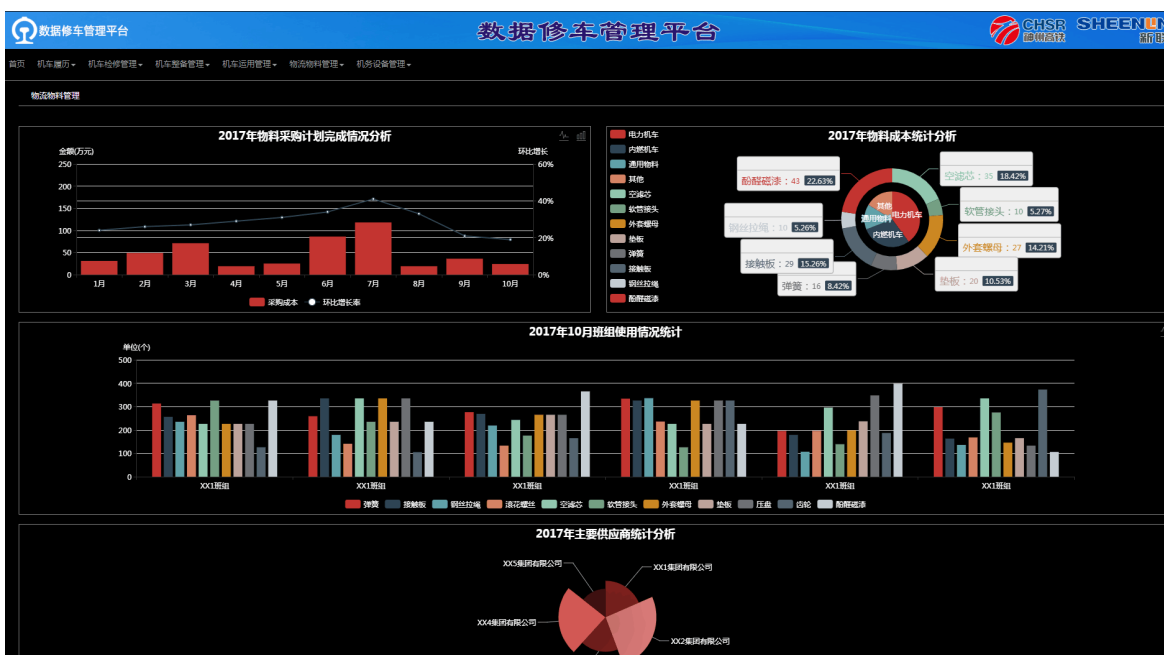 数据修车管理平台
数据修车管理平台
CHSR
神州高铁
SHEENLIN
新联
首页 机车履历 机车检修管理 机车整备管理 机车运用管理 物流物料管理 机务设备管理
物流物料管理
2017年物料采购计划完成情况分析
金额(万元) 环比增长
250 60%
200
150 40%
100 20%
50
0 0%
1月 2月 3月 4月 5月 6月 7月 8月 9月 10月
采购成本 环比增长率
电力机车
内燃机车
通用物料
其他
空滤芯
软管接头
外套螺母
垫板
弹簧
接触板
钢丝拉绳
酚醛磁漆
2017年物料成本统计分析
酚醛磁漆：43 22.63%
空滤芯：35 18.42%
钢丝拉绳：10 5.26%
软管接头：10 5.27%
外套螺母：27 14.21%
接触板：29 15.26%
弹簧：16 8.42%
垫板：20 10.53%
其他
通用物料
电力机车
内燃机车
2017年10月班组使用情况统计
单位(个)
500
400
300
200
100
0
XX1班组 XX1班组 XX1班组 XX1班组 XX1班组 XX1班组
弹簧 接触板 钢丝拉绳 滚花螺丝 空滤芯 软管接头 外套螺母 垫板 压盘 齿轮 酚醛磁漆
2017年主要供应商统计分析
XX5集团有限公司
XX1集团有限公司
XX4集团有限公司
XX2集团有限公司